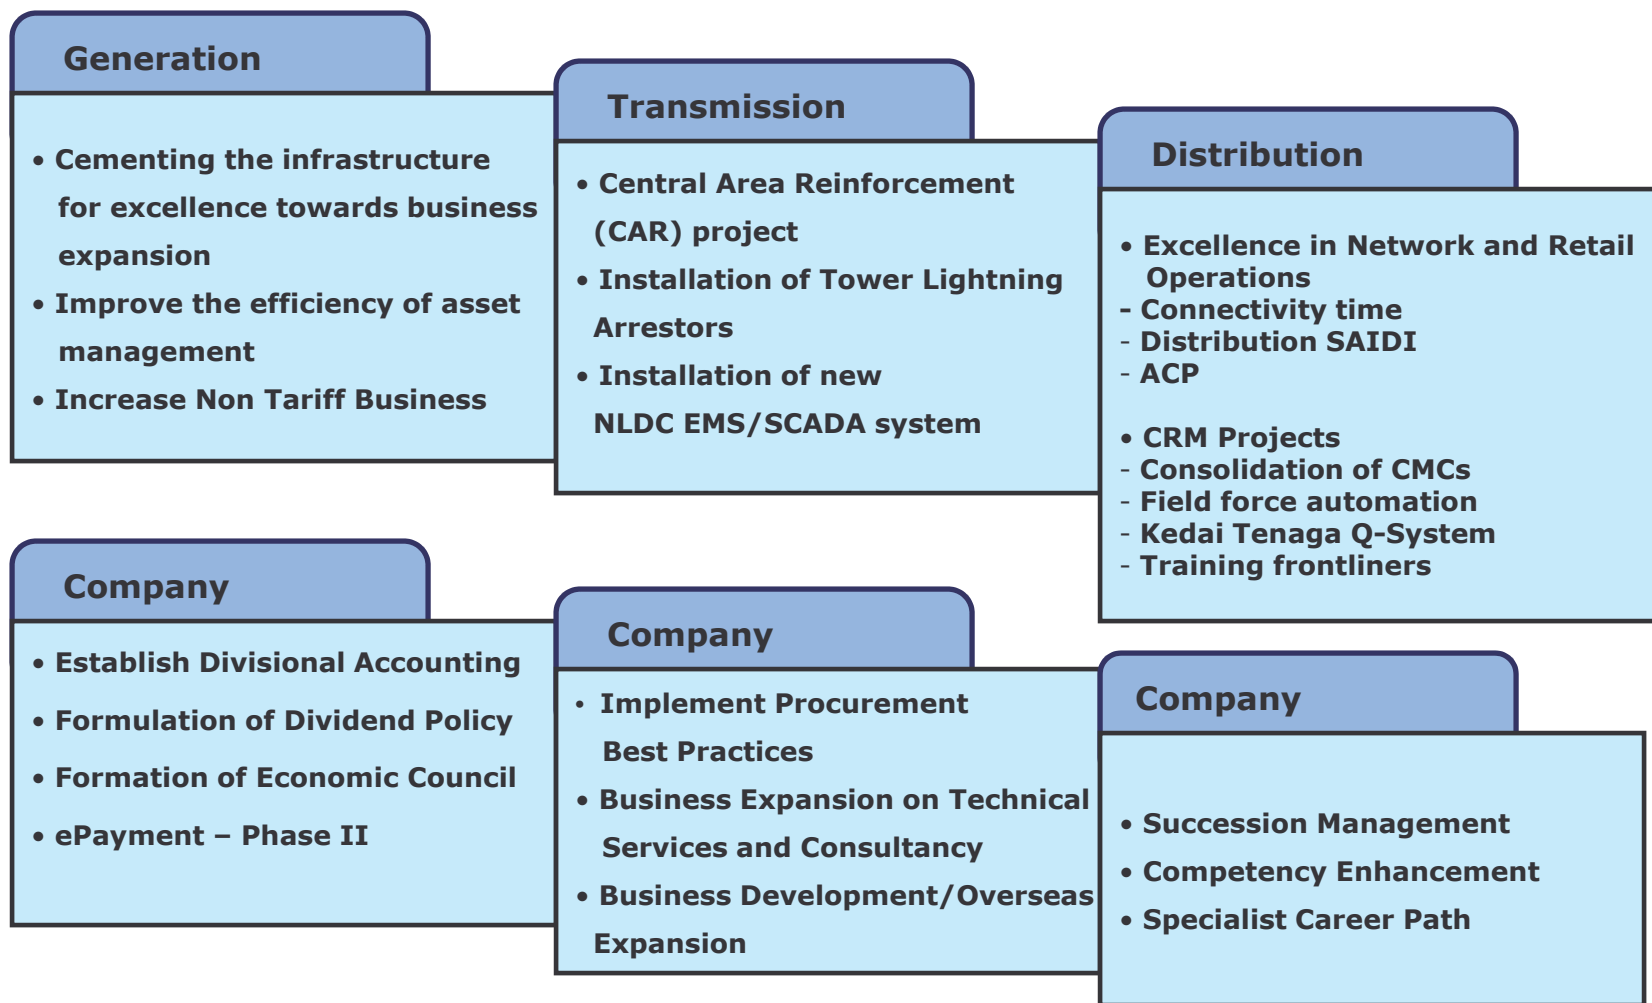 Generation
• Cementing the infrastructure
for excellence towards business
expansion
• Improve the efficiency of asset
management
• Increase Non Tariff Business
Transmission
• Central Area Reinforcement
(CAR) project
• Installation of Tower Lightning
Arrestors
• Installation of new
NLDC EMS/SCADA system
Distribution
• Excellence in Network and Retail
Operations
- Connectivity time
- Distribution SAIDI
- ACP
• CRM Projects
- Consolidation of CMCs
- Field force automation
- Kedai Tenaga Q-System
- Training frontliners
Company
• Establish Divisional Accounting
• Formulation of Dividend Policy
• Formation of Economic Council
• ePayment – Phase II
Company
• Implement Procurement
Best Practices
• Business Expansion on Technical
Services and Consultancy
• Business Development/Overseas
Expansion
Company
• Succession Management
• Competency Enhancement
• Specialist Career Path